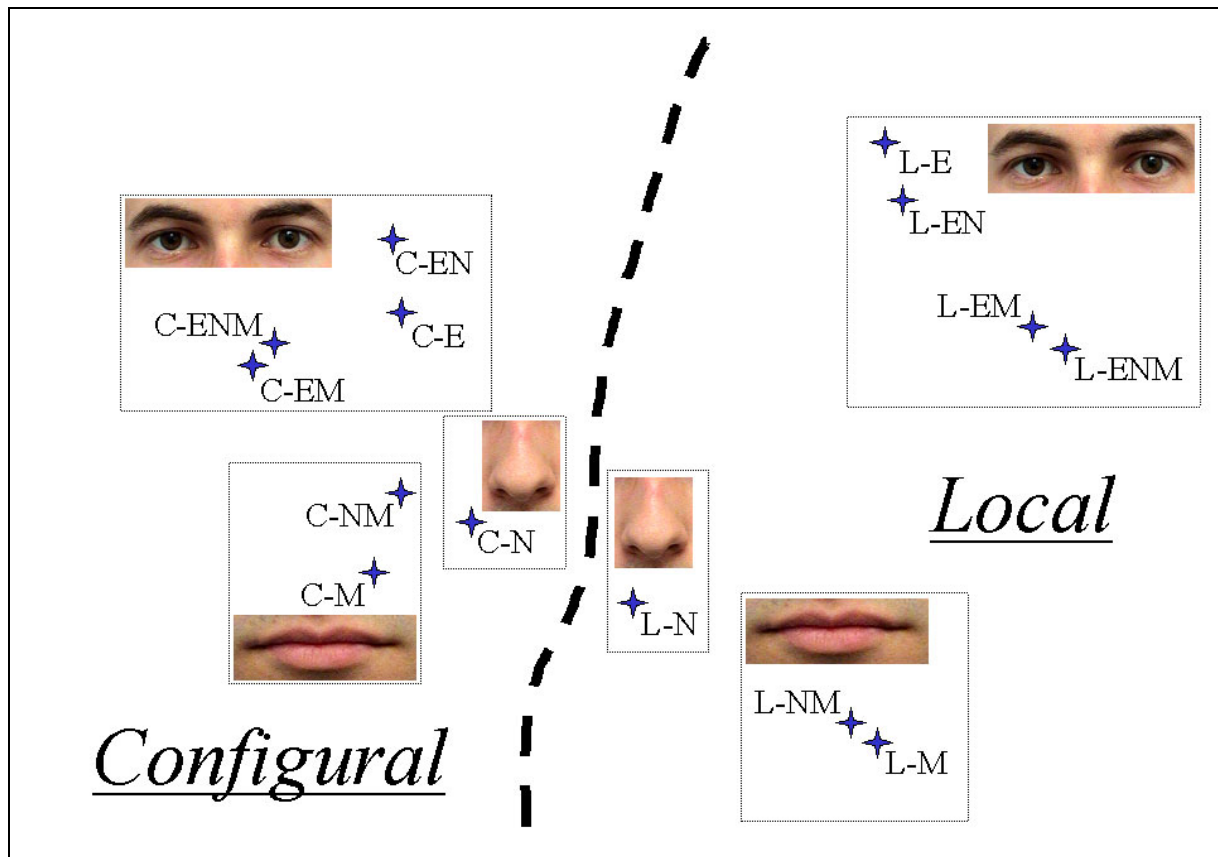 L-E
L-EN
C-EN
C-E
C-ENM
C-EM
L-EM
L-ENM
C-NM
C-N
C-M
Local
L-N
L-NM
L-M
Configural